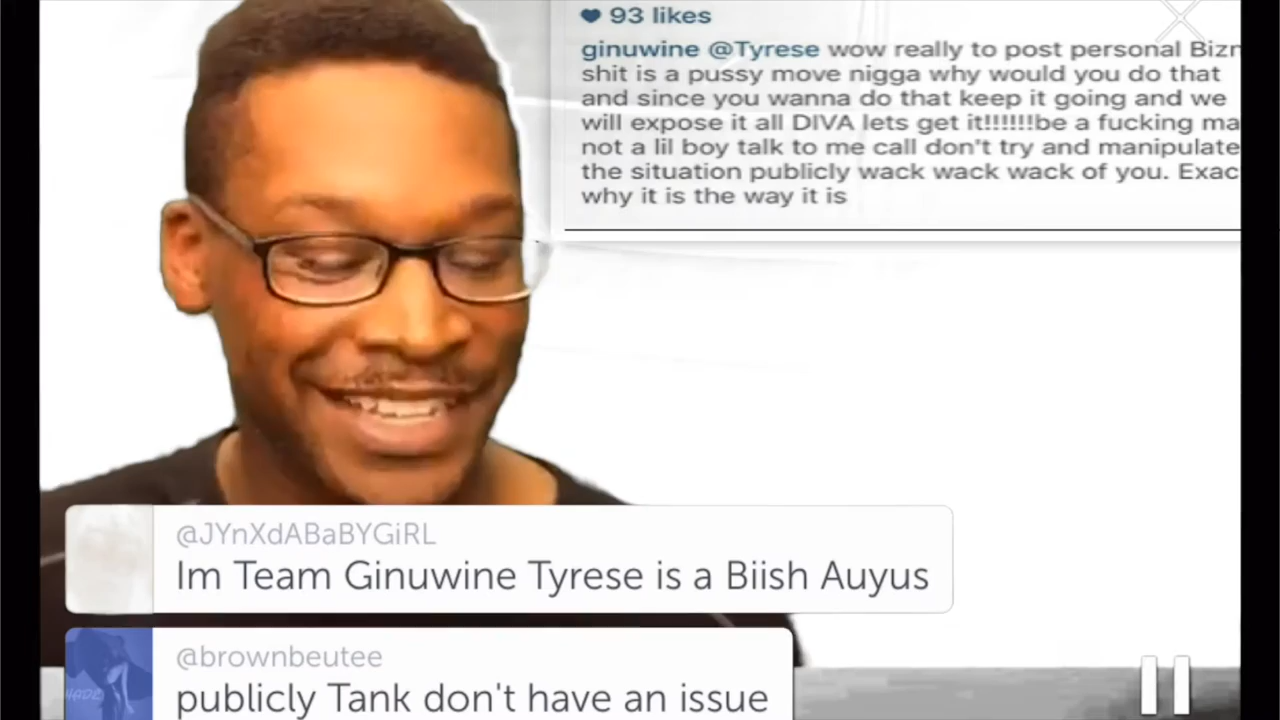 93 likes
ginuwine @Tyrese wow really to post personal Bizn
shit is a pussy move nigga why would you do that
and since you wanna do that keep it going and we
will expose it all DIVA lets get it!!!!!!be a fucking ma
not a lil boy talk to me call don't try and manipulate
the situation publicly wack wack wack of you. Exac
why it is the way it is
@JYnXdABaBYGiRL
Im Team Ginuwine Tyrese is a Biish Auyus
@brownbeutee
publicly Tank don't have an issue